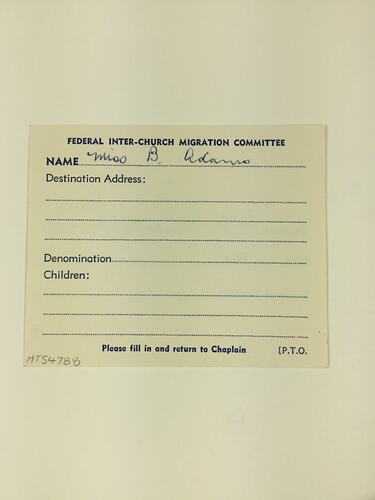 FEDERAL INTER-CHURCH MIGRATION COMMITTEE
NAME Miss B. Adams
Destination Address:
Denomination
Children:
Please fill in and return to Chaplain [P.T.O.
HT54788